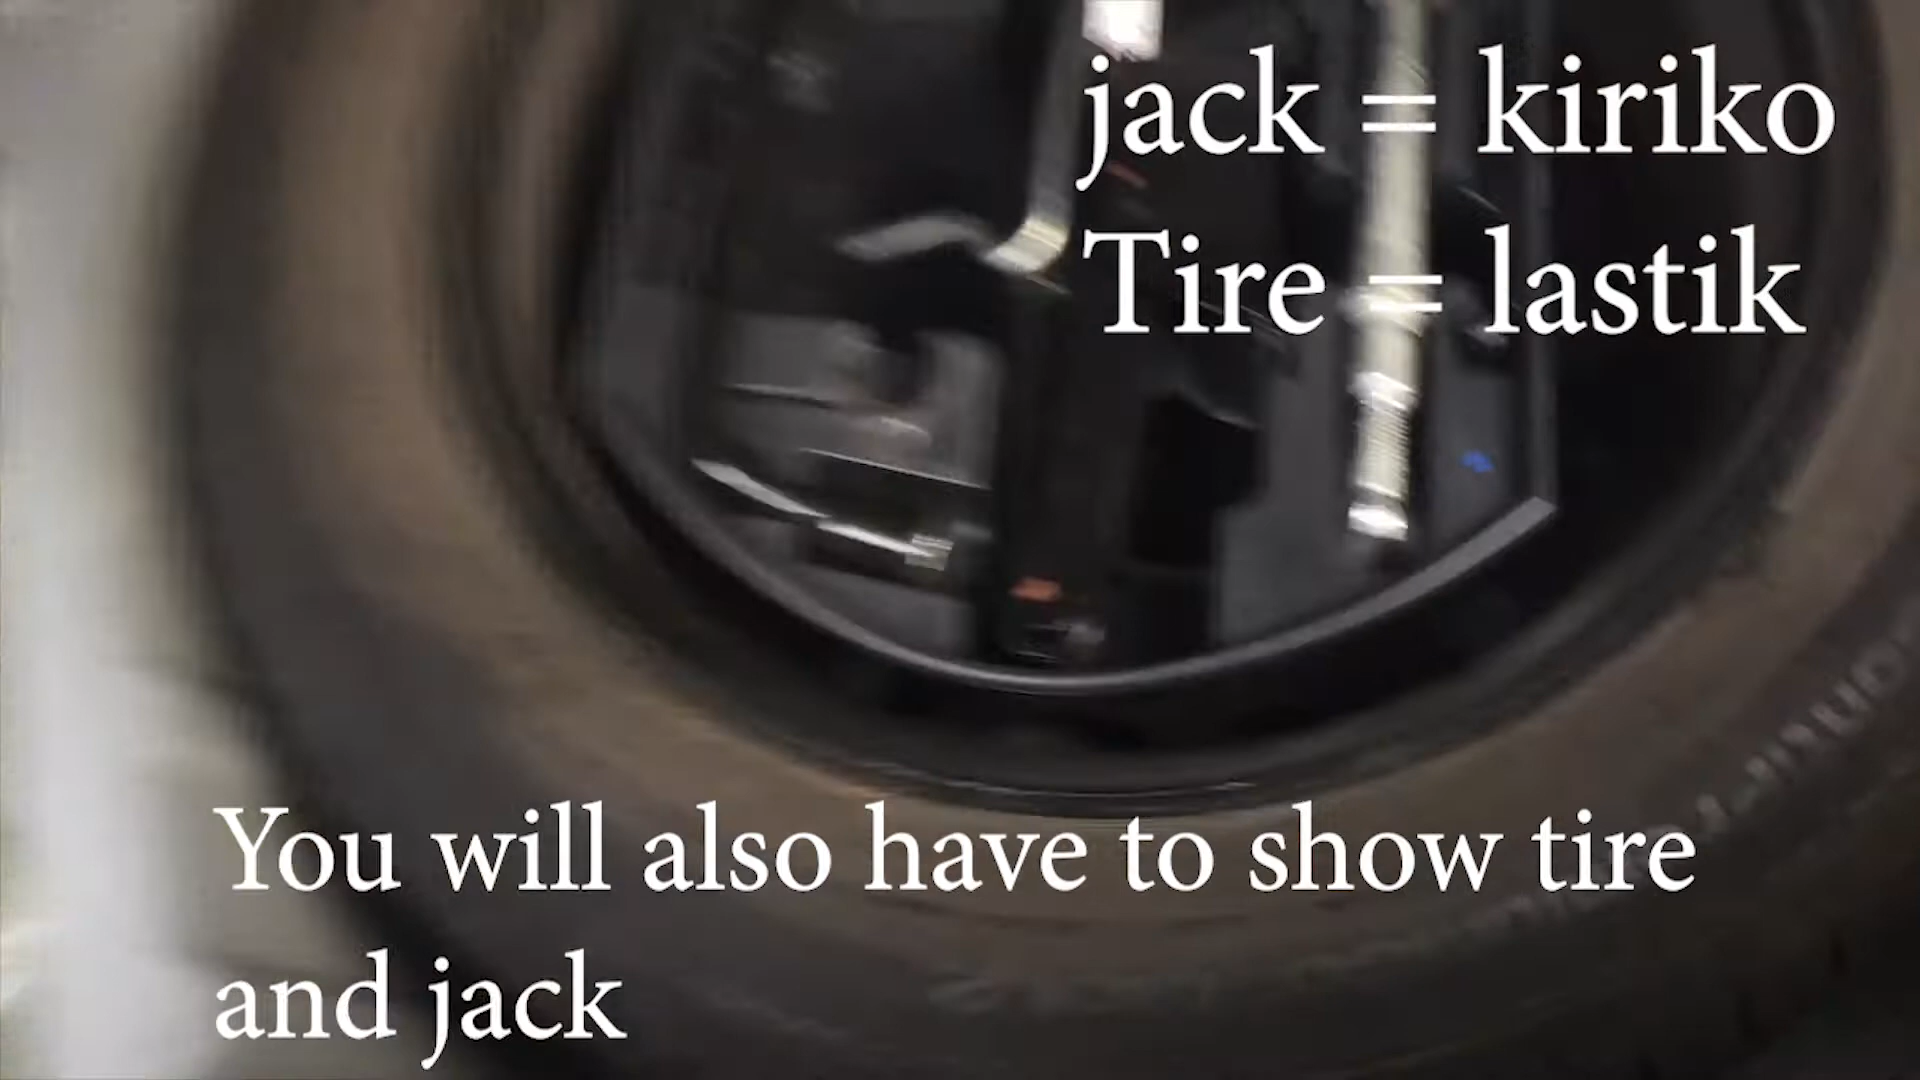 jack = kiriko
Tire = lastik
You will also have to show tire
and jack